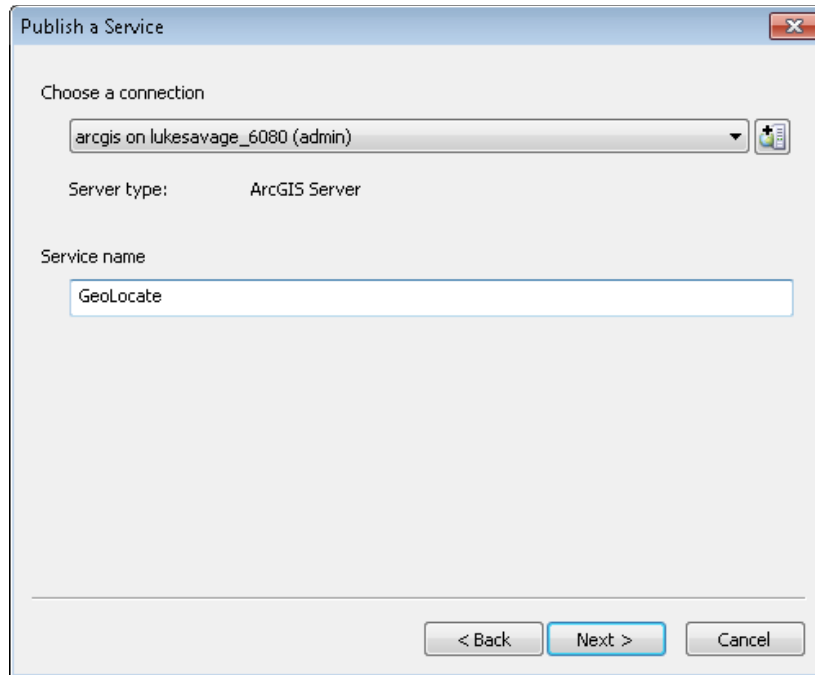 Publish a Service
Choose a connection
arcgis on lukesavage_6080 (admin)
Server type: ArcGIS Server
Service name
GeoLocate
< Back Next > Cancel